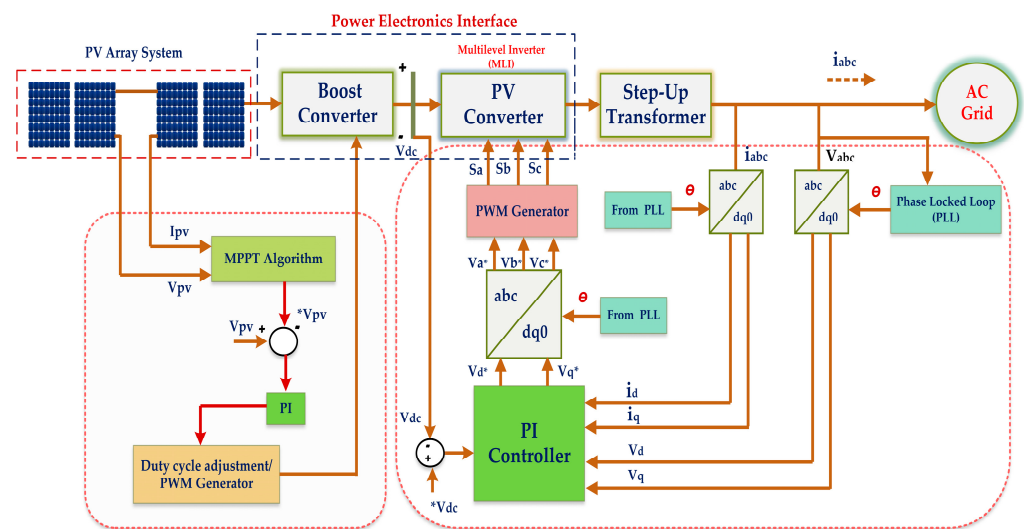 Power Electronics Interface
PV Array System
Multilevel Inverter
(MLI)
iabc
+
Boost
Converter
PV
Converter
Step-Up
Transformer
AC
Grid
-
Vdc
Sa Sb Sc
iabc
Vabc
PWM Generator
From PLL
θ
abc
dq0
abc
dq0
θ
Phase Locked Loop
(PLL)
Ipv
Vpv
MPPT Algorithm
*Vpv
Vpv
+
-
PI
Duty cycle adjustment/
PWM Generator
Va* Vb* Vc*
abc
dq0
θ
From PLL
Vd*
Vq*
Vdc
-
+
*Vdc
PI
Controller
id
iq
Vd
Vq